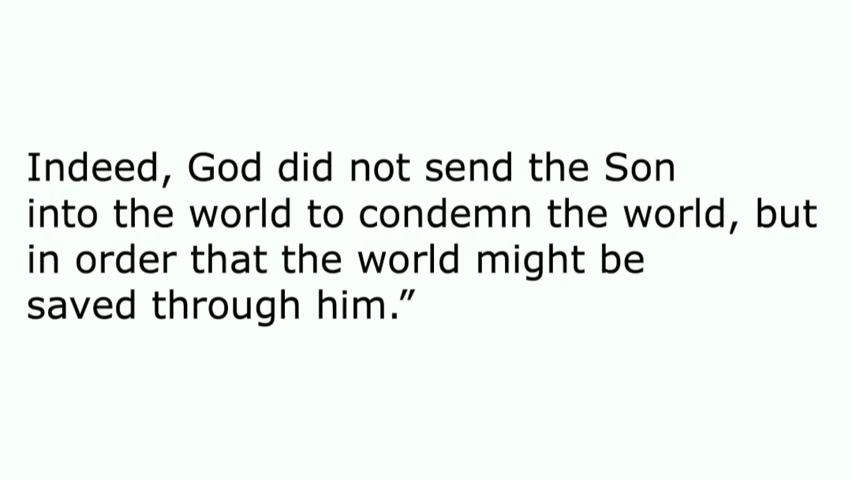 Indeed, God did not send the Son
into the world to condemn the world, but
in order that the world might be
saved through him.”